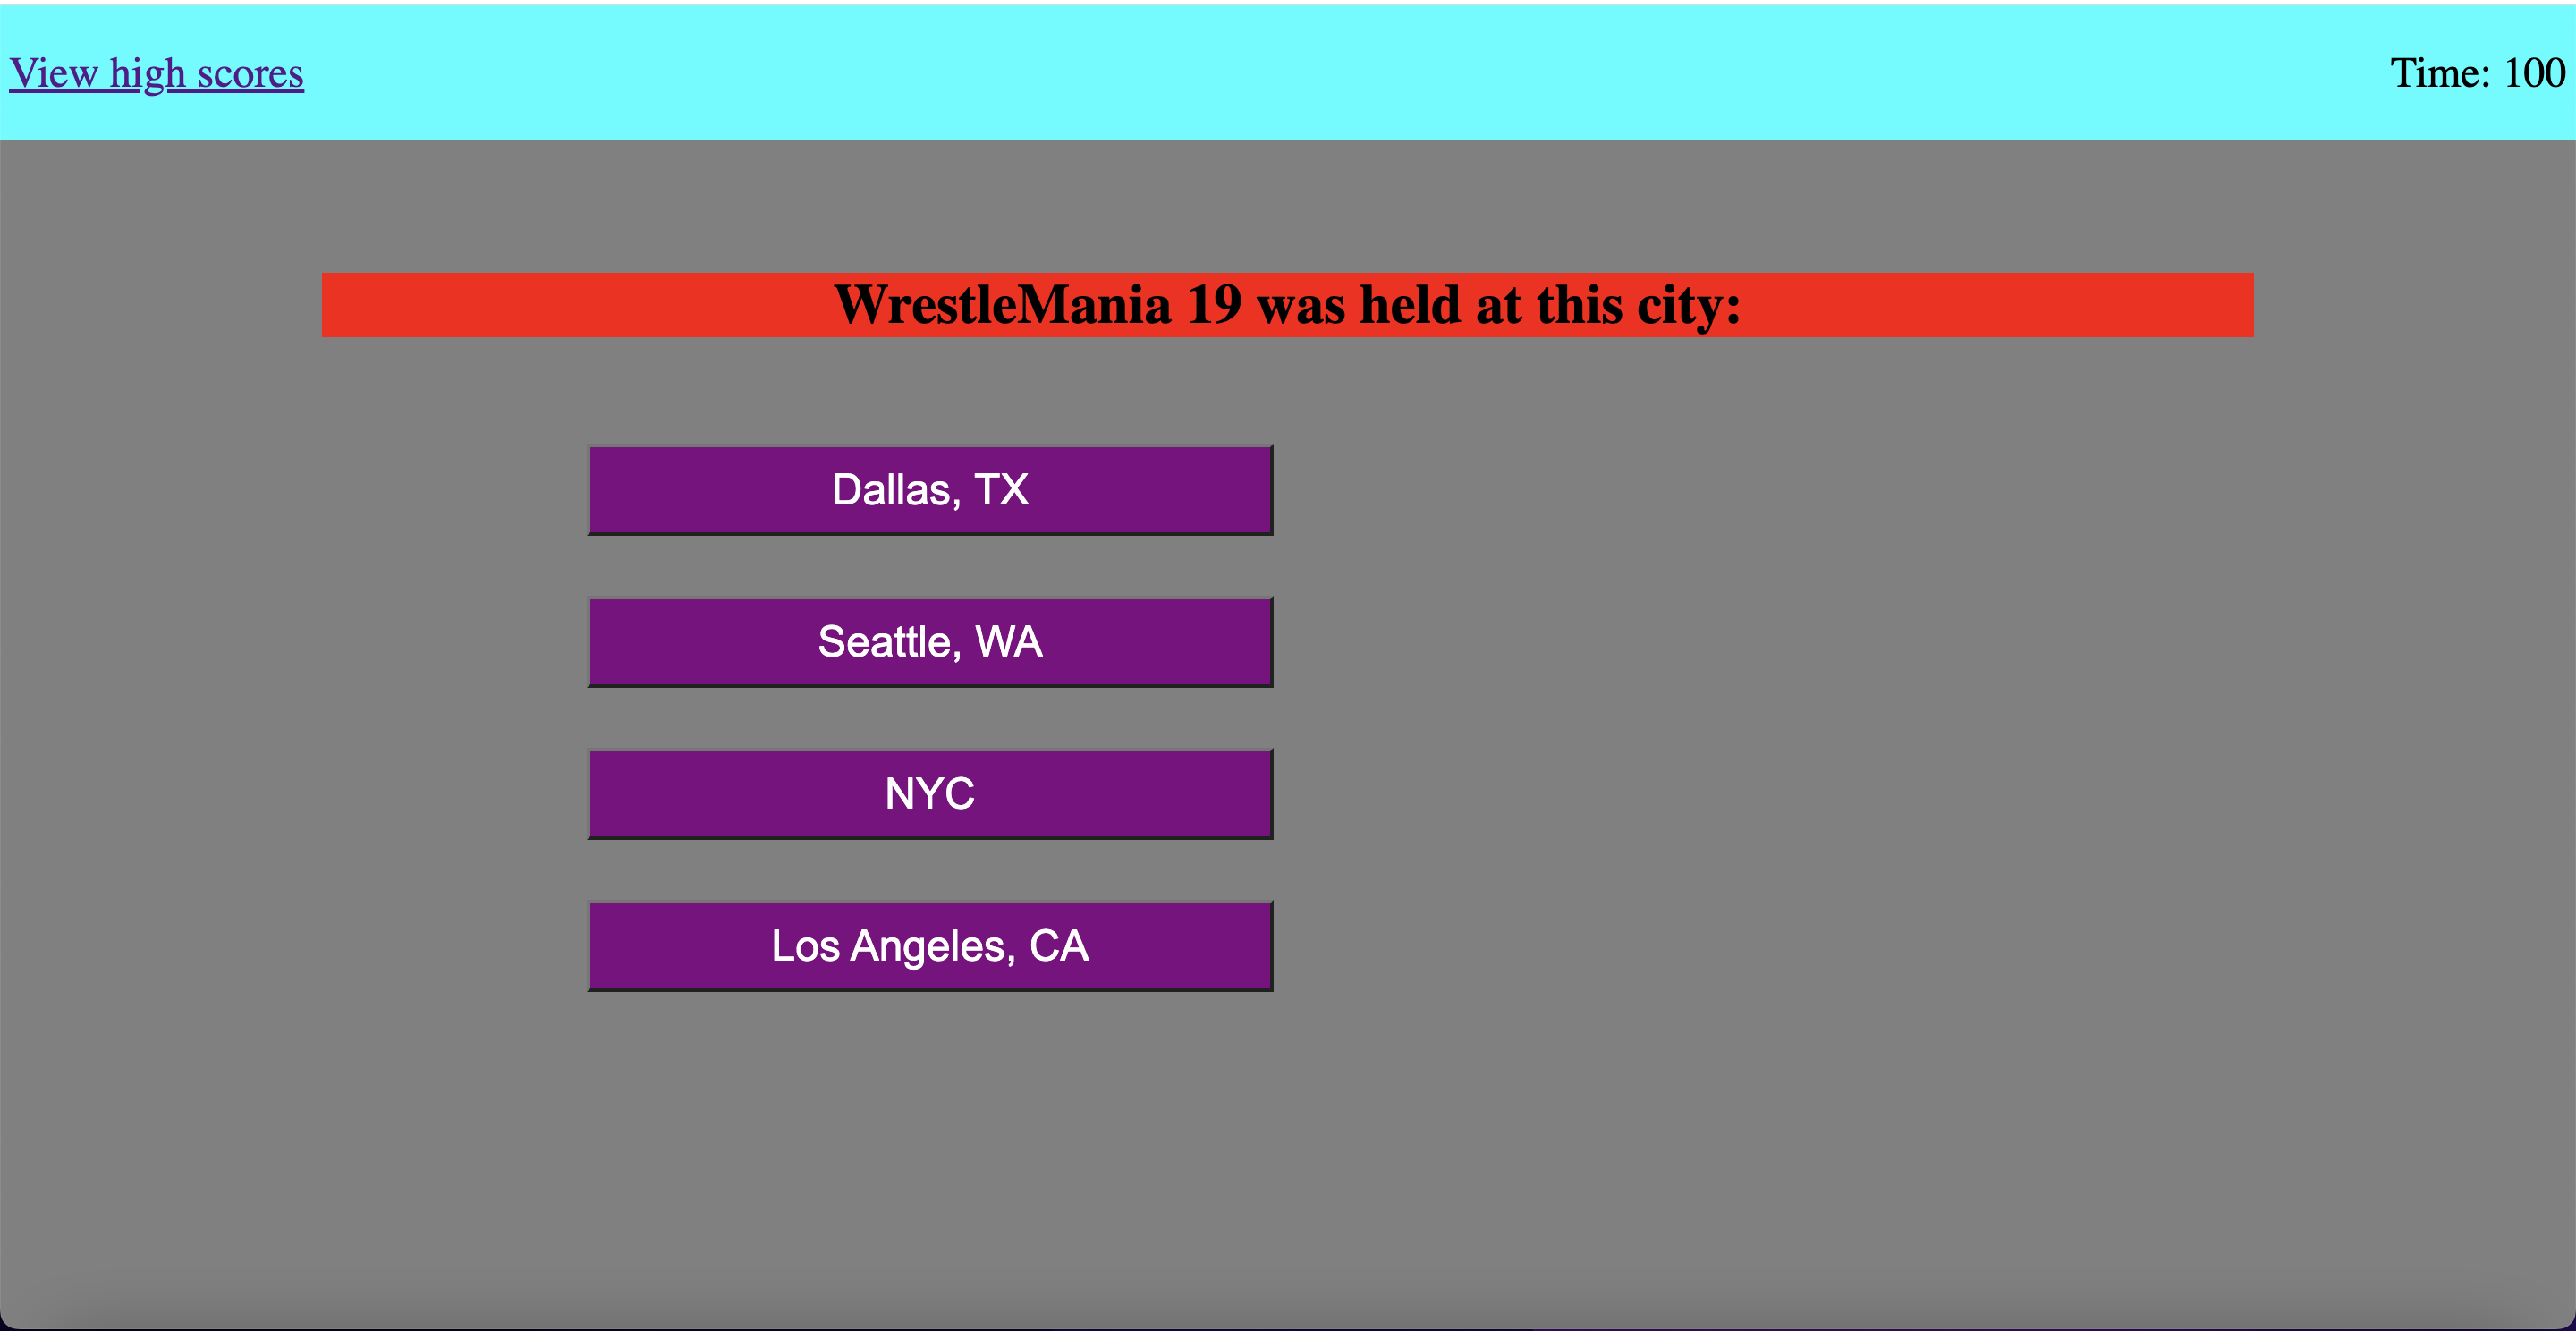 View high scores
Time: 100
WrestleMania 19 was held at this city:
Dallas, TX
Seattle, WA
NYC
Los Angeles, CA